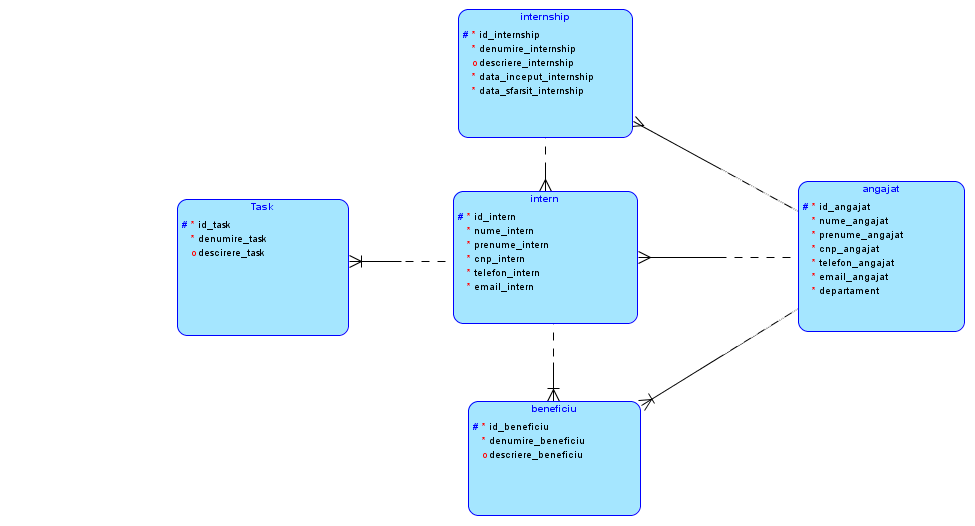 internship
# * id_internship
* denumire_internship
o descriere_internship
* data_inceput_internship
* data_sfarsit_internship
Task
# * id_task
* denumire_task
o descirere_task
intern
# * id_intern
* nume_intern
* prenume_intern
* cnp_intern
* telefon_intern
* email_intern
angajat
# * id_angajat
* nume_angajat
* prenume_angajat
* cnp_angajat
* telefon_angajat
* email_angajat
* departament
beneficiu
# * id_beneficiu
* denumire_beneficiu
o descriere_beneficiu